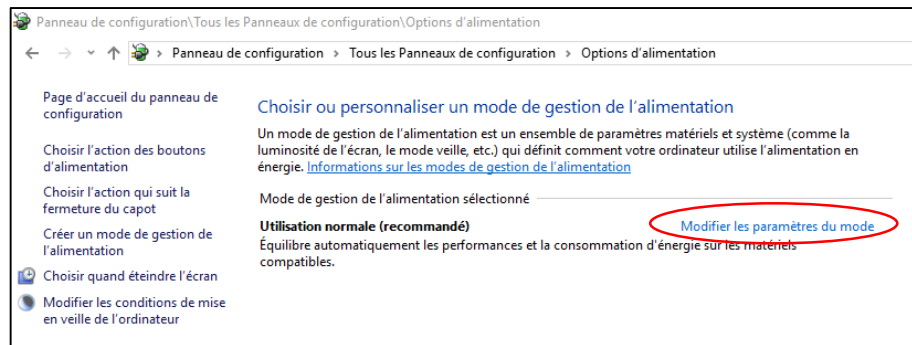 Panneau de configuration\Tous les Panneaux de configuration\Options d'alimentation
Panneau de configuration > Tous les Panneaux de configuration > Options d'alimentation
Page d'accueil du panneau de
configuration
Choisir l'action des boutons
d'alimentation
Choisir l'action qui suit la
fermeture du capot
Créer un mode de gestion de
l'alimentation
Choisir quand éteindre l'écran
Modifier les conditions de mise
en veille de l'ordinateur
Choisir ou personnaliser un mode de gestion de l'alimentation
Un mode de gestion de l'alimentation est un ensemble de paramètres matériels et système (comme la
luminosité de l'écran, le mode veille, etc.) qui définit comment votre ordinateur utilise l'alimentation en
énergie. Informations sur les modes de gestion de l'alimentation
Mode de gestion de l'alimentation sélectionné
Utilisation normale (recommandé) Modifier les paramètres du mode
Équilibre automatiquement les performances et la consommation d'énergie sur les matériels
compatibles.